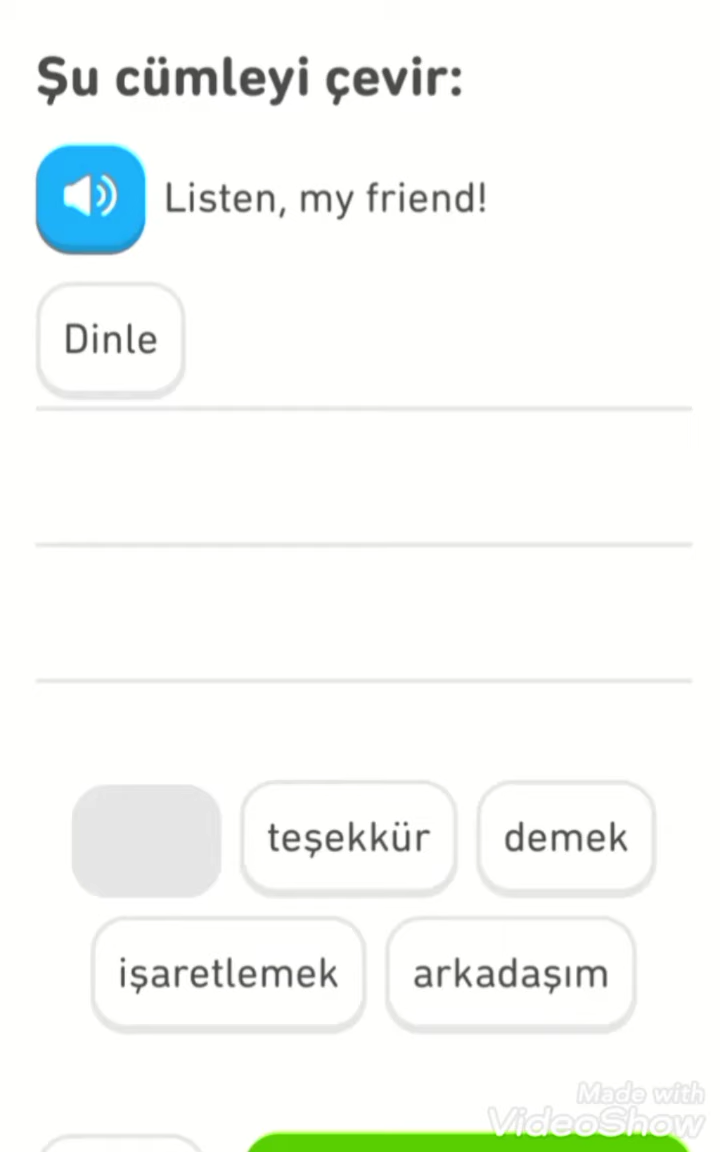 Şu cümleyi çevir:
Listen, my friend!
Dinle
teşekkür demek
işaretlemek arkadaşım
Made with
VideoShow